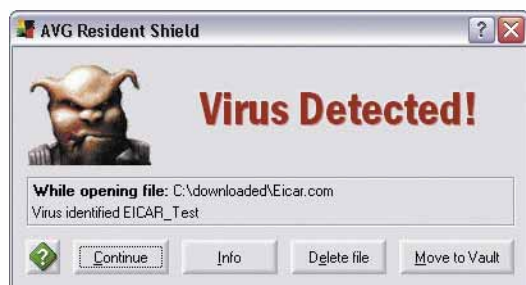 AVG Resident Shield
Virus Detected!
While opening file: C:\downloaded\Eicar.com
Virus identified EICAR_Test
? Continue Info Delete file Move to Vault